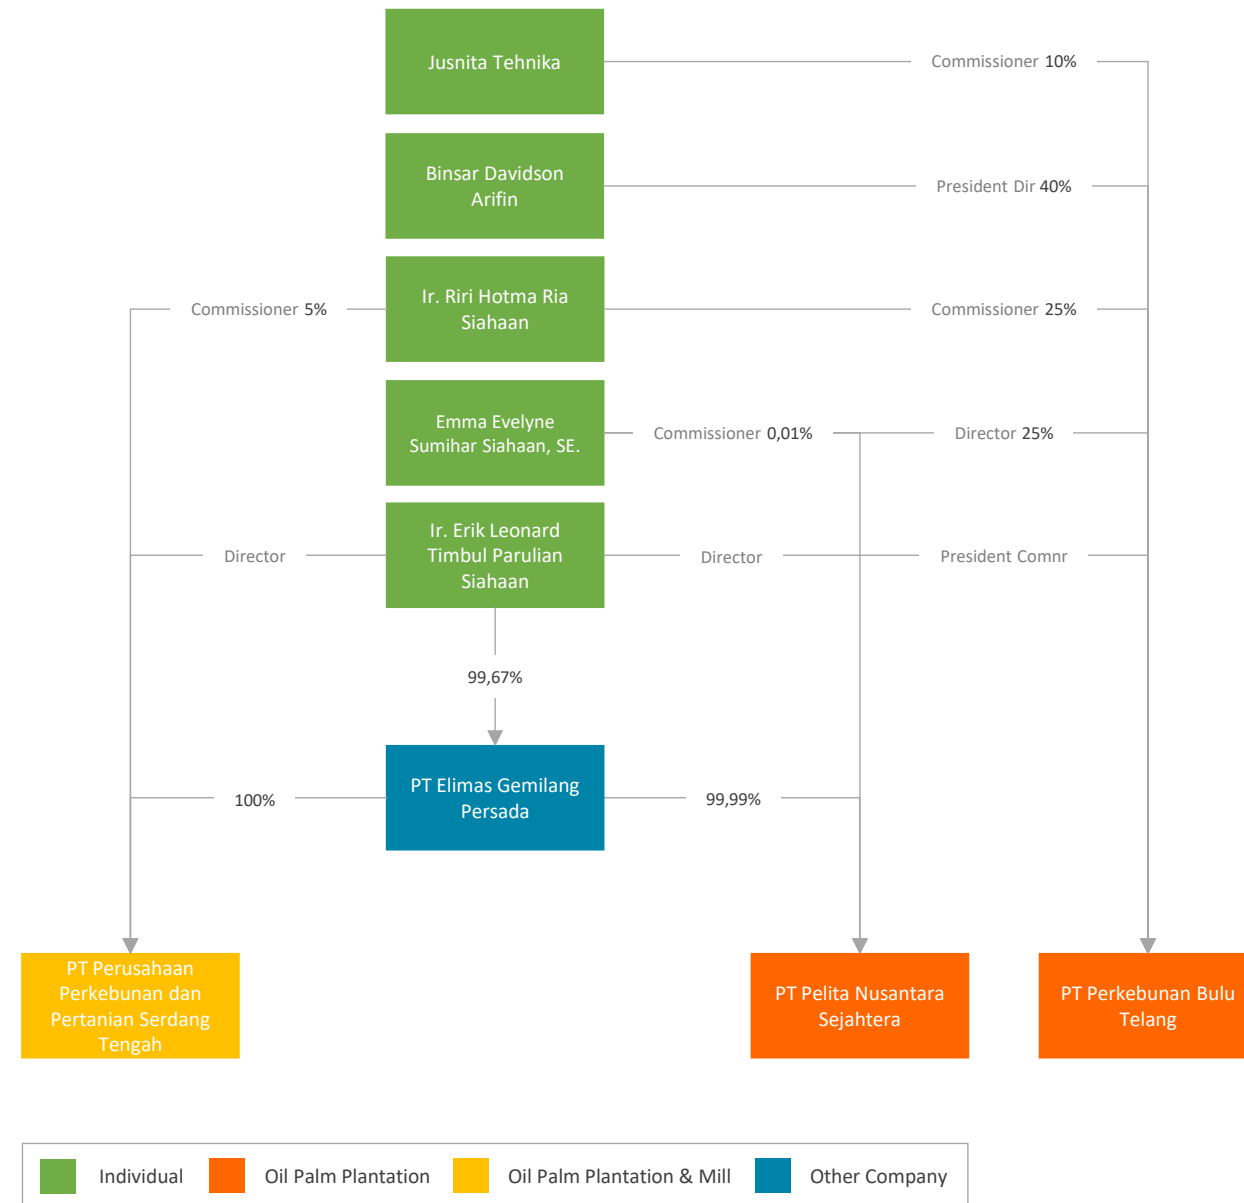 Jusnita Tehnika
Commissioner 10%
Binsar Davidson
Arifin
President Dir 40%
Commissioner 5%
Ir. Riri Hotma Ria
Siahaan
Commissioner 25%
Emma Evelyne
Sumihar Siahaan, SE.
Commissioner 0,01%
Director 25%
Director
Ir. Erik Leonard
Timbul Parulian
Siahaan
Director
President Comnr
99,67%
100%
PT Elimas Gemilang
Persada
99,99%
PT Perusahaan
Perkebunan dan
Pertanian Serdang
Tengah
PT Pelita Nusantara
Sejahtera
PT Perkebunan Bulu
Telang
Individual
Oil Palm Plantation
Oil Palm Plantation & Mill
Other Company